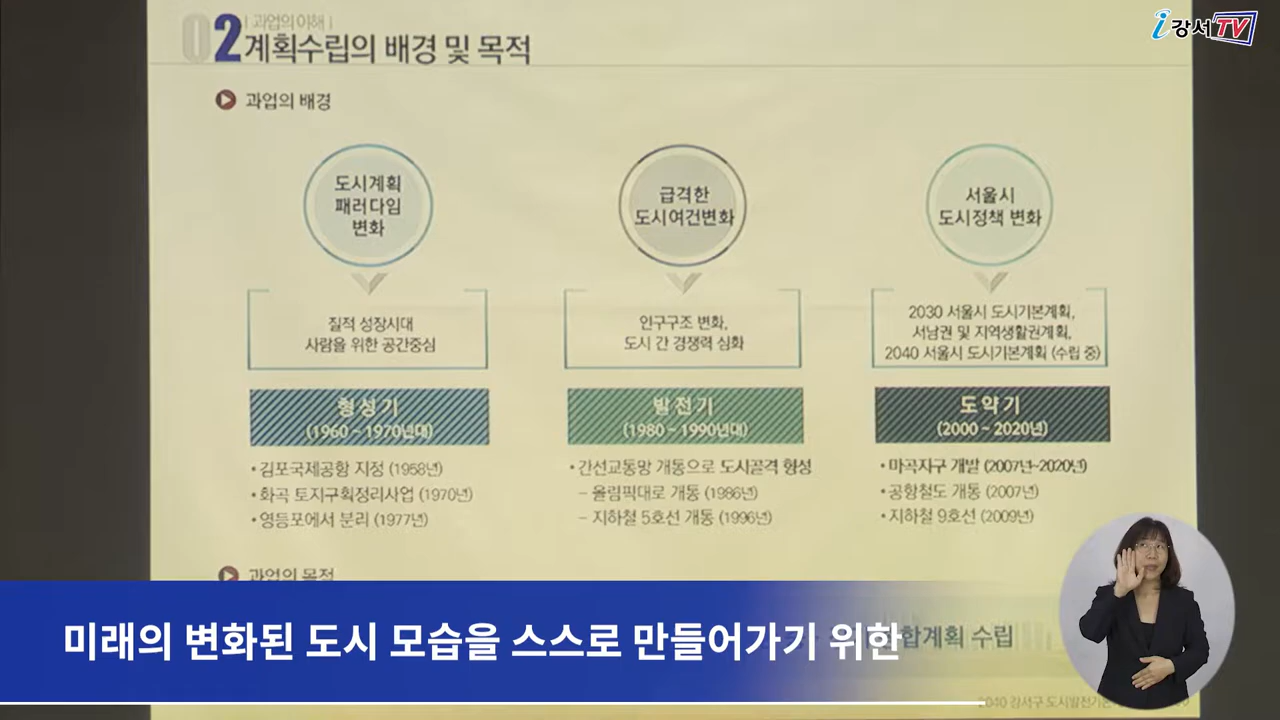 i강서TV
02
| 과업의 이해 |
계획수립의 배경 및 목적
과업의 배경
도시계획
패러다임
변화
급격한
도시여건변화
서울시
도시정책 변화
질적 성장시대
사람을 위한 공간중심
인구구조 변화,
도시 간 경쟁력 심화
2030 서울시 도시기본계획,
서남권 및 지역생활권계획,
2040 서울시 도시기본계획 (수립 중)
형성기
(1960 ~ 1970년대)
발전기
(1980 ~ 1990년대)
도약기
(2000 ~ 2020년)
• 김포국제공항 지정 (1958년)
• 화곡 토지구획정리사업 (1970년)
• 영등포에서 분리 (1977년)
• 간선교통망 개통으로 도시골격 형성
– 올림픽대로 개통 (1986년)
– 지하철 5호선 개통 (1996년)
• 마곡지구 개발 (2007년~2020년)
• 공항철도 개통 (2007년)
• 지하철 9호선 (2009년)
과업의 목적
합계획 수립
미래의 변화된 도시 모습을 스스로 만들어가기 위한
2040 강서구 도시발전기본